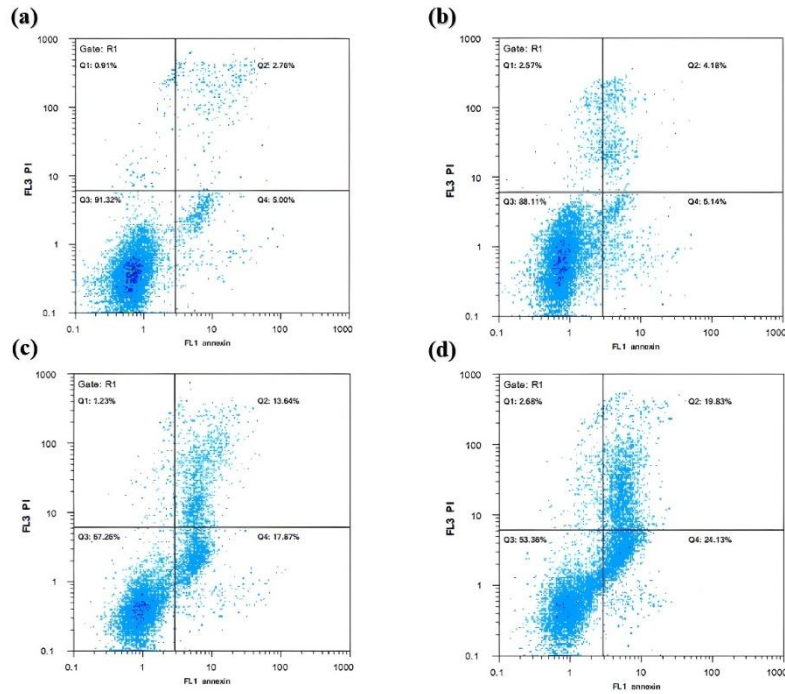 (a)
Gate: R1
Q1: 0.91%
Q2: 2.76%
Q3: 91.32%
Q4: 5.00%
FL3 PI
1000
100
10
1
0.1
0.1
1
10
100
1000
FL1 annexin
(b)
Gate: R1
Q1: 2.57%
Q2: 4.18%
Q3: 88.11%
Q4: 5.14%
FL3 PI
1000
100
10
1
0.1
0.1
1
10
100
1000
FL1 annexin
(c)
Gate: R1
Q1: 1.23%
Q2: 13.64%
Q3: 67.26%
Q4: 17.87%
FL3 PI
1000
100
10
1
0.1
0.1
1
10
100
1000
FL1 annexin
(d)
Gate: R1
Q1: 2.68%
Q2: 19.83%
Q3: 53.36%
Q4: 24.13%
FL3 PI
1000
100
10
1
0.1
0.1
1
10
100
1000
FL1 annexin